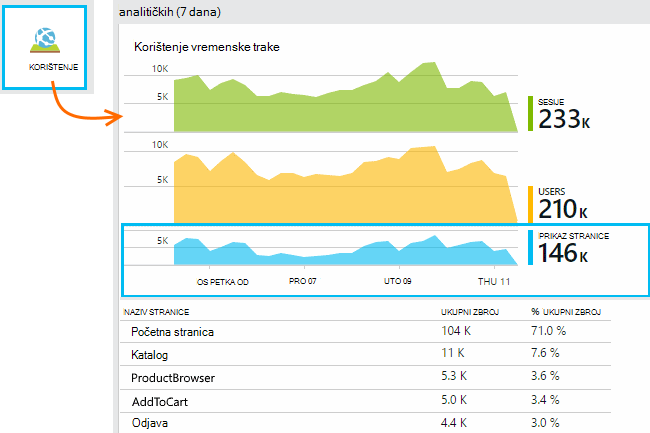 analitičkih (7 dana)
KORIŠTENJE
Korištenje vremenske trake
10K
5K
SESIJE
233K
10K
5K
USERS
210K
5K
PRIKAZ STRANICE
146K
OS PETKA OD PRO 07 UTO 09 THU 11
NAZIV STRANICE UKUPNI ZBROJ % UKUPNI ZBROJ
Početna stranica 104 K 71.0 %
Katalog 11 K 7.6 %
ProductBrowser 5.3 K 3.6 %
AddToCart 5.0 K 3.4 %
Odjava 4.4 K 3.0 %